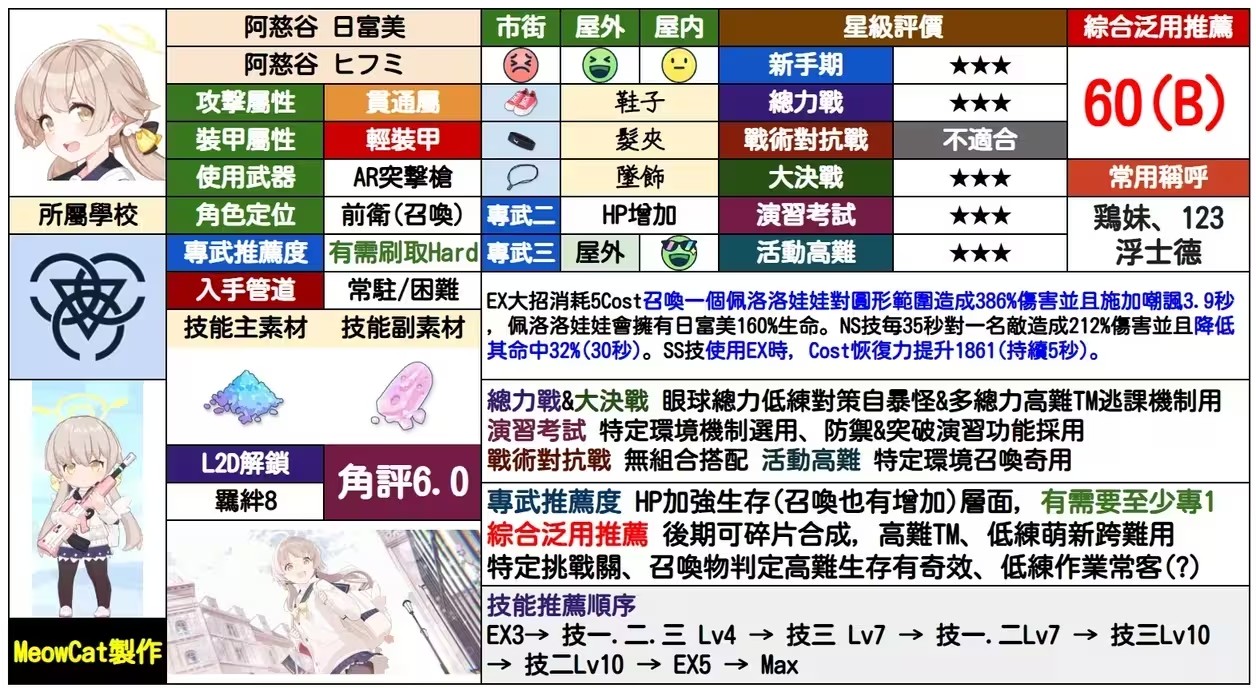 阿慈谷 日富美
阿慈谷 ヒフミ
攻擊屬性 貫通屬
裝甲屬性 輕裝甲
使用武器 AR突擊槍
所屬學校
角色定位 前衛(召喚)
專武推薦度 有需刷取Hard
入手管道 常駐/困難
技能主素材 技能副素材
L2D解鎖
羈絆8
角評6.0
MeowCat製作
市街 屋外 屋內
鞋子
髮夾
墜飾
專武二 HP增加
專武三 屋外
星級評價
新手期 ★★★
總力戰 ★★★
戰術對抗戰 不適合
大決戰 ★★★
演習考試 ★★★
活動高難 ★★★
綜合泛用推薦
60(B)
常用稱呼
鶏妹、123
浮士德
EX大招消耗5Cost召喚一個佩洛洛娃娃對圓形範圍造成386%傷害並且施加嘲諷3.9秒
，佩洛洛娃娃會擁有日富美160%生命。NS技每35秒對一名敵造成212%傷害並且降低
其命中32%(30秒)。SS技使用EX時，Cost恢復力提升1861(持續5秒)。
總力戰&大決戰 眼球總力低練對策自暴怪&多總力高難TM逃課機制用
演習考試 特定環境機制選用、防禦&突破演習功能採用
戰術對抗戰 無組合搭配 活動高難 特定環境召喚奇用
專武推薦度 HP加強生存(召喚也有增加)層面，有需要至少專1
綜合泛用推薦 後期可碎片合成，高難TM、低練萌新跨難用
特定挑戰關、召喚物判定高難生存有奇效、低練作業常客(?)
技能推薦順序
EX3→ 技一.二.三 Lv4 → 技三 Lv7 → 技一.二Lv7 → 技三Lv10
→ 技二Lv10 → EX5 → Max